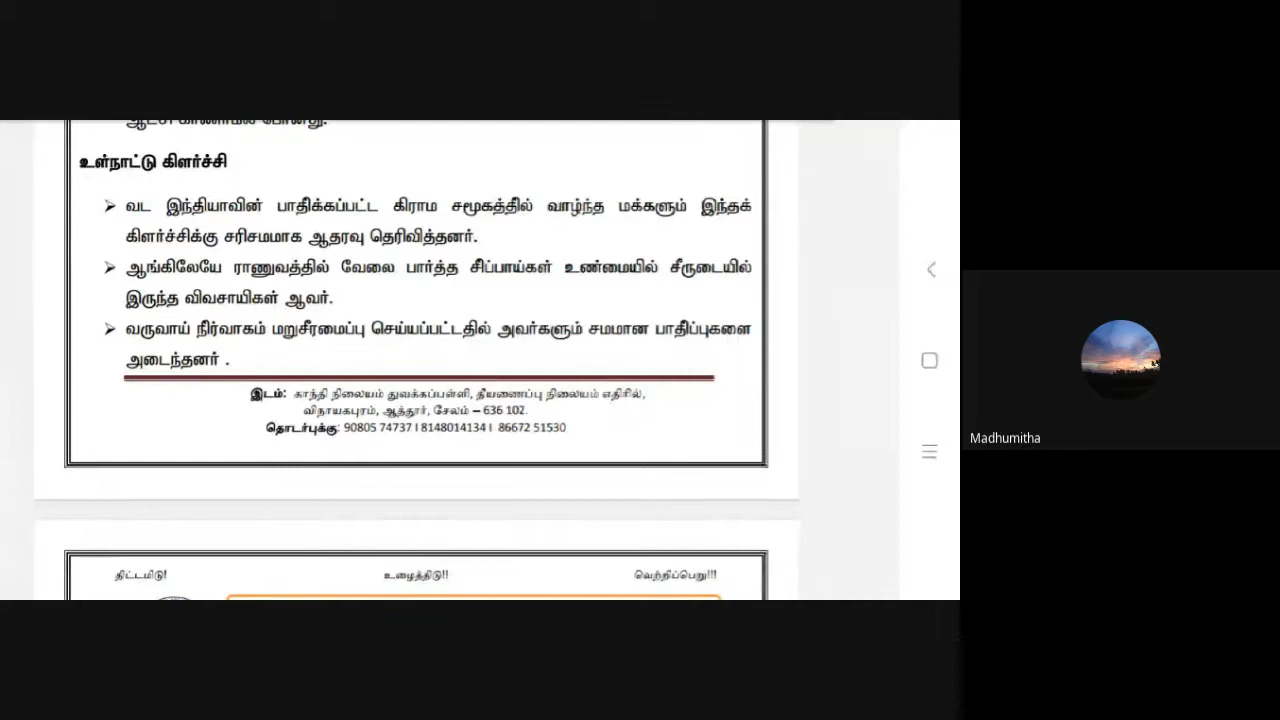 உள்நாட்டு கிளர்ச்சி
➢ வட இந்தியாவின் பாதிக்கப்பட்ட கிராம சமூகத்தில் வாழ்ந்த மக்களும் இந்தக்
கிளர்ச்சிக்கு சரிசமமாக ஆதரவு தெரிவித்தனர்.
➢ ஆங்கிலேயே ராணுவத்தில் வேலை பார்த்த சிப்பாய்கள் உண்மையில் சீருடையில்
இருந்த விவசாயிகள் ஆவர்.
➢ வருவாய் நிர்வாகம் மறுசீரமைப்பு செய்யப்பட்டதில் அவர்களும் சமமான பாதிப்புகளை
அடைந்தனர் .
இடம்: காந்தி நிலையம் துவக்கப்பள்ளி, தீயணைப்பு நிலையம் எதிரில்,
விநாயகபுரம், ஆத்தூர், சேலம் – 636 102.
தொடர்புக்கு: 90805 74737 I 8148014134 I 86672 51530
திட்டமிடு! உழைத்திடு!! வெற்றிப்பெறு!!!
Madhumitha